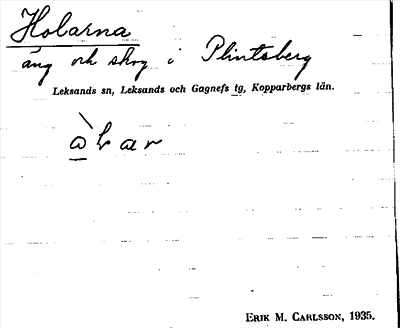 Holarna
äng och skog i Plintsberg
Leksands sn, Leksands och Gagnefs tg, Kopparbergs län.
ERIK M. CARLSSON, 1935.